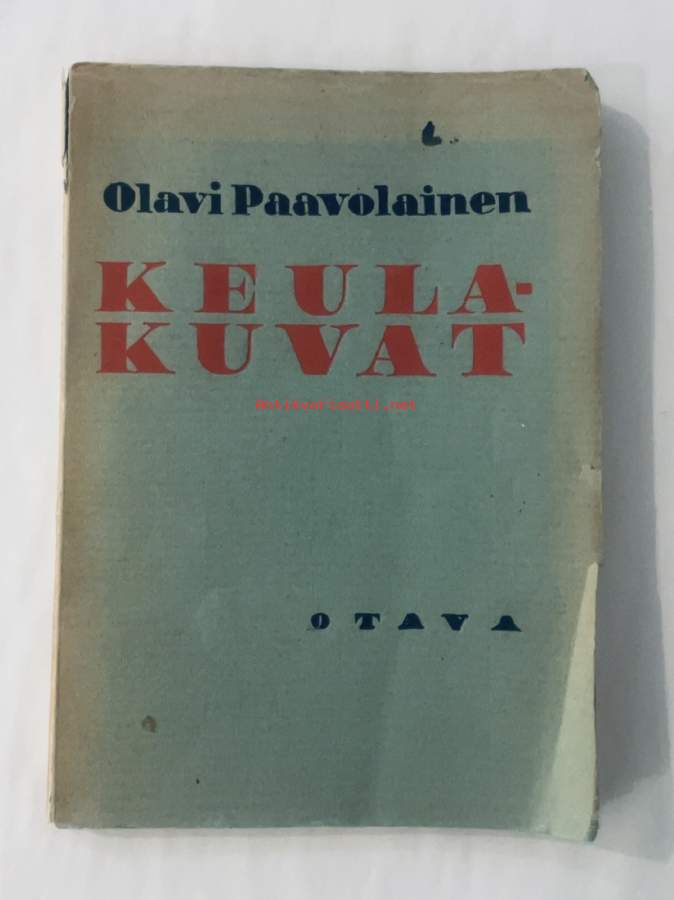 Olavi Paavolainen
KEULA-
KUVAT
Antikvariaatti.net
OTAVA